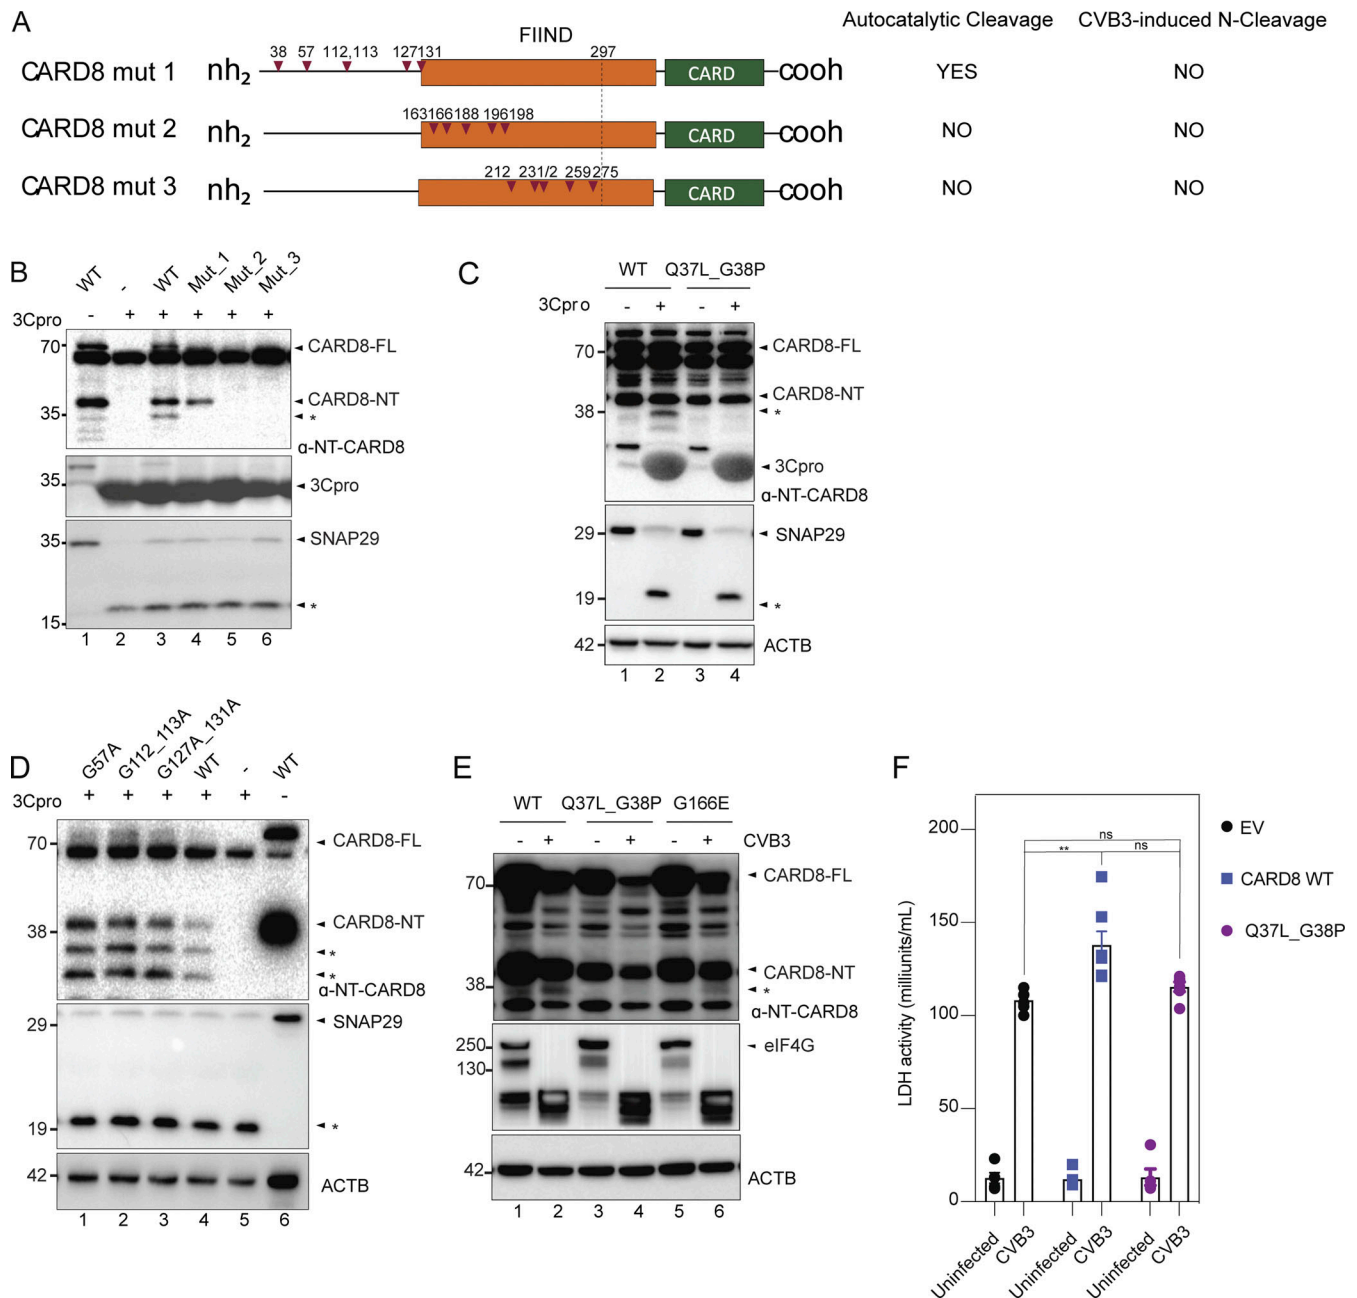 A
Autocatalytic Cleavage
CVB3-induced N-Cleavage
FIIND
38 57 112,113 127 131 297
CARD8 mut 1 nh2 CARD cooh YES NO
163 166 188 196 198
CARD8 mut 2 nh2 CARD cooh NO NO
212 231/2 259 275
CARD8 mut 3 nh2 CARD cooh NO NO
B
WT - WT Mut_1 Mut_2 Mut_3
3Cpro - + + + + +
70 CARD8-FL
CARD8-NT
35 *
α-NT-CARD8
35 3Cpro
35 SNAP29
*
15
1 2 3 4 5 6
C
WT Q37L_G38P
3Cpro - + - +
70 CARD8-FL
CARD8-NT
38 *
3Cpro
α-NT-CARD8
29 SNAP29
19 *
42 ACTB
1 2 3 4
D
G57A G112_113A G127A_131A WT - WT
3Cpro + + + + + -
70 CARD8-FL
38 CARD8-NT
*
*
α-NT-CARD8
29 SNAP29
19 *
42 ACTB
1 2 3 4 5 6
E
WT Q37L_G38P G166E
- + - + - + CVB3
70 CARD8-FL
CARD8-NT
38 *
α-NT-CARD8
250 eIF4G
130
42 ACTB
1 2 3 4 5 6
F
LDH activity (milliunits/mL)
200
150
100
50
0
ns
** ns
EV
CARD8 WT
Q37L_G38P
Uninfected CVB3 Uninfected CVB3 Uninfected CVB3